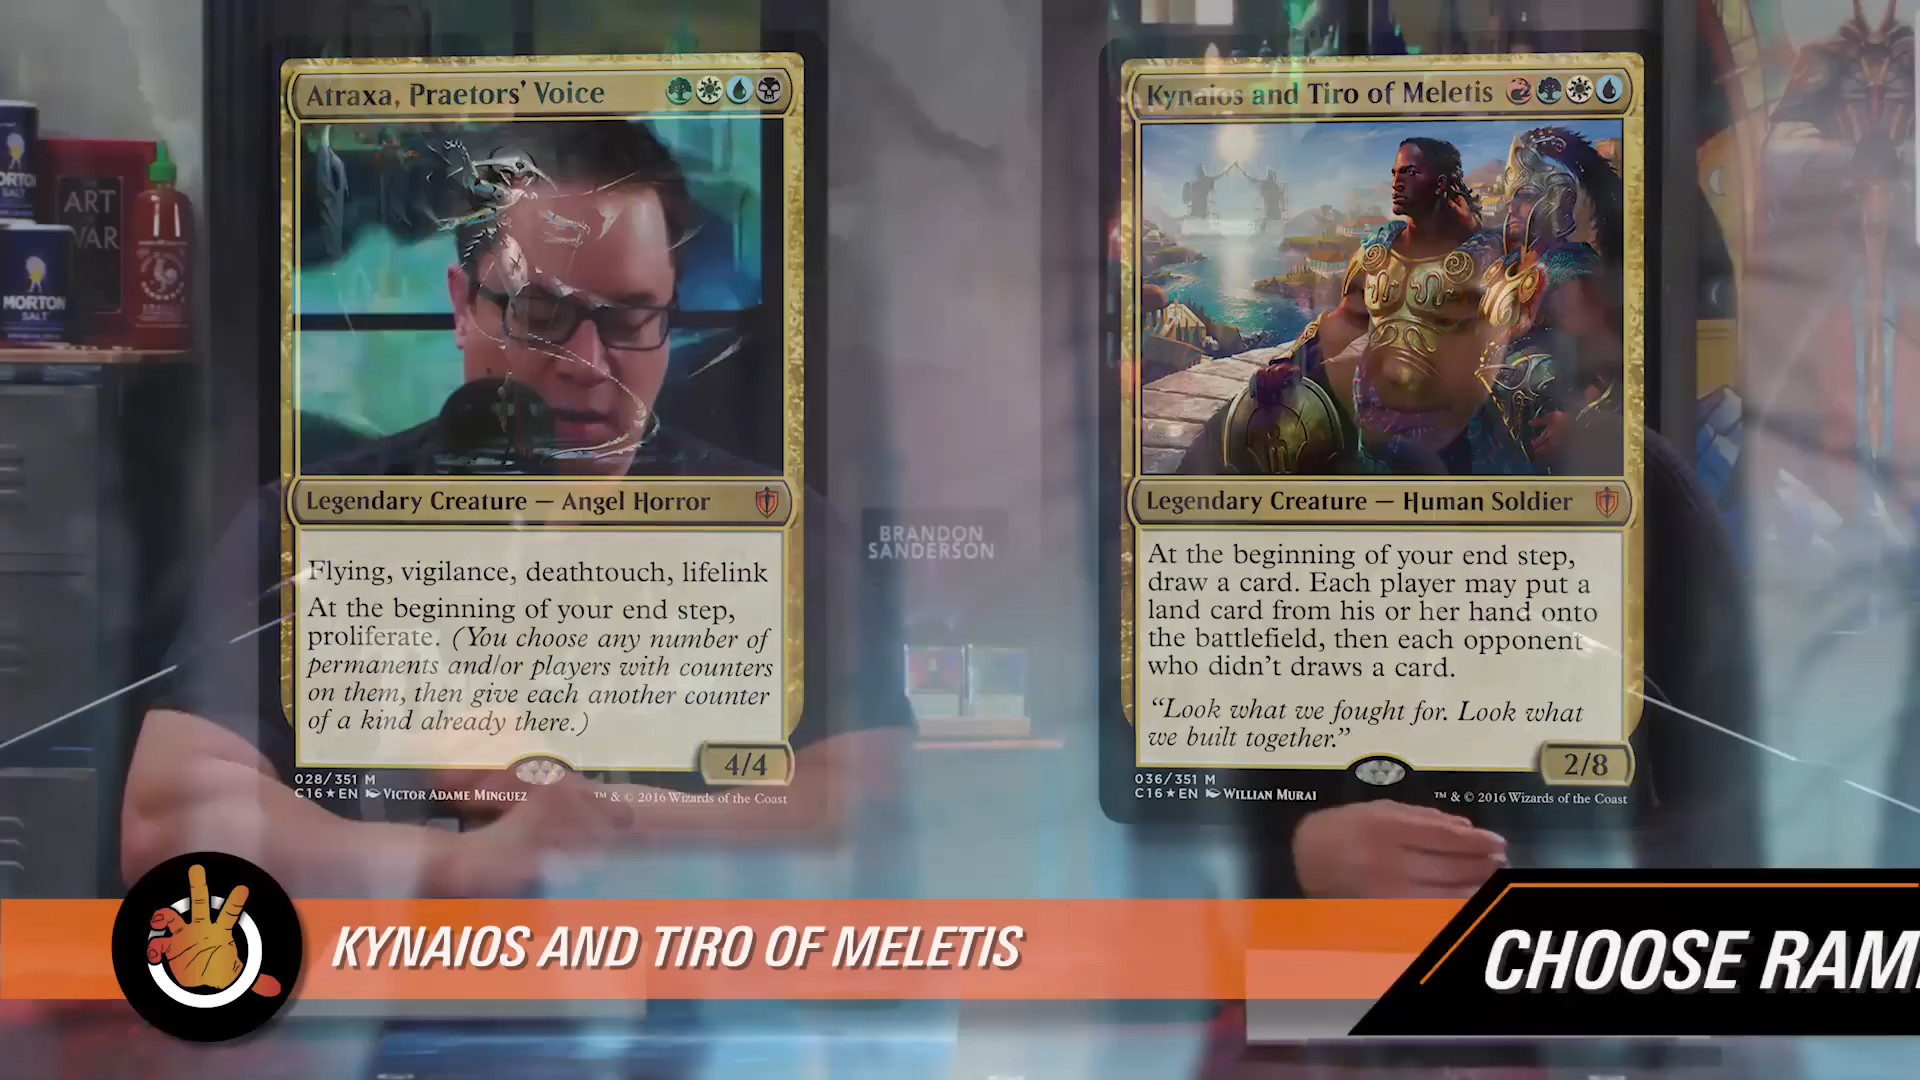 Atraxa, Praetors' Voice
Legendary Creature — Angel Horror
Flying, vigilance, deathtouch, lifelink
At the beginning of your end step,
proliferate. (You choose any number of
permanents and/or players with counters
on them, then give each another counter
of a kind already there.)
4/4
028/351 M
C16★EN VICTOR ADAME MINGUEZ
™ & © 2016 Wizards of the Coast
Kynaios and Tiro of Meletis
Legendary Creature — Human Soldier
At the beginning of your end step,
draw a card. Each player may put a
land card from his or her hand onto
the battlefield, then each opponent
who didn't draws a card.
"Look what we fought for. Look what
we built together."
2/8
036/351 M
C16★EN WILLIAN MURAI
™ & © 2016 Wizards of the Coast
ART
WAR
MORTON
SALT
BRANDON
SANDERSON
KYNAIOS AND TIRO OF MELETIS
CHOOSE RAM